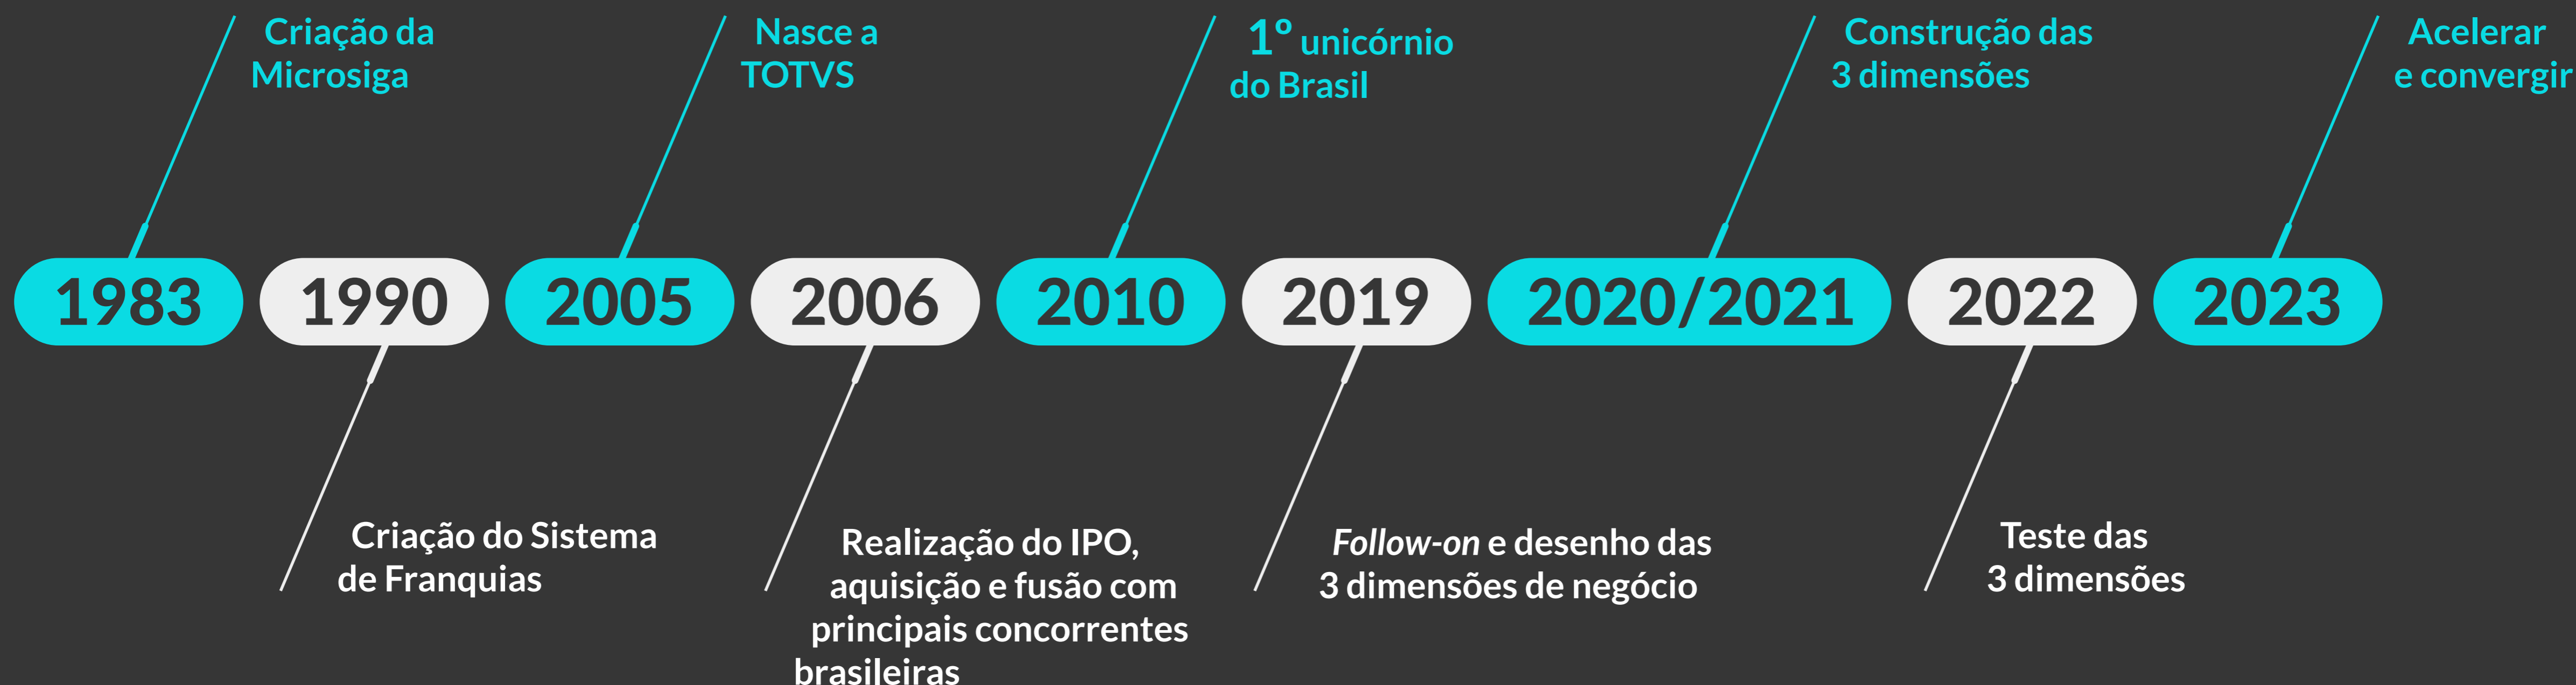 Criação da
Microsiga
Nasce a
TOTVS
1º unicórnio
do Brasil
Construção das
3 dimensões
Acelerar
e convergir
1983
1990
2005
2006
2010
2019
2020/2021
2022
2023
Criação do Sistema
de Franquias
Realização do IPO,
aquisição e fusão com
principais concorrentes
brasileiras
Follow-on e desenho das
3 dimensões de negócio
Teste das
3 dimensões